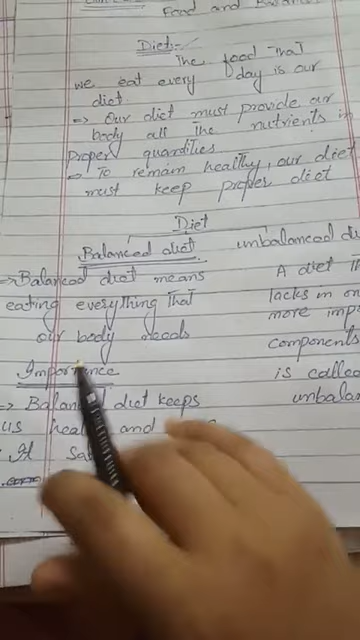 Food and
Diet:-
The food That
we eat every day is our
diet.
=> Our diet must provide our
body all the nutrients in
Proper quantities
=> To remain healthy, our diet
must keep proper diet
Diet
Balanced diet
→ Balanced diet means
eating everything That
our body needs
Importance
=> Balanced diet keeps
us and
It
unbalanced
A diet
lacks in
more
components
is called